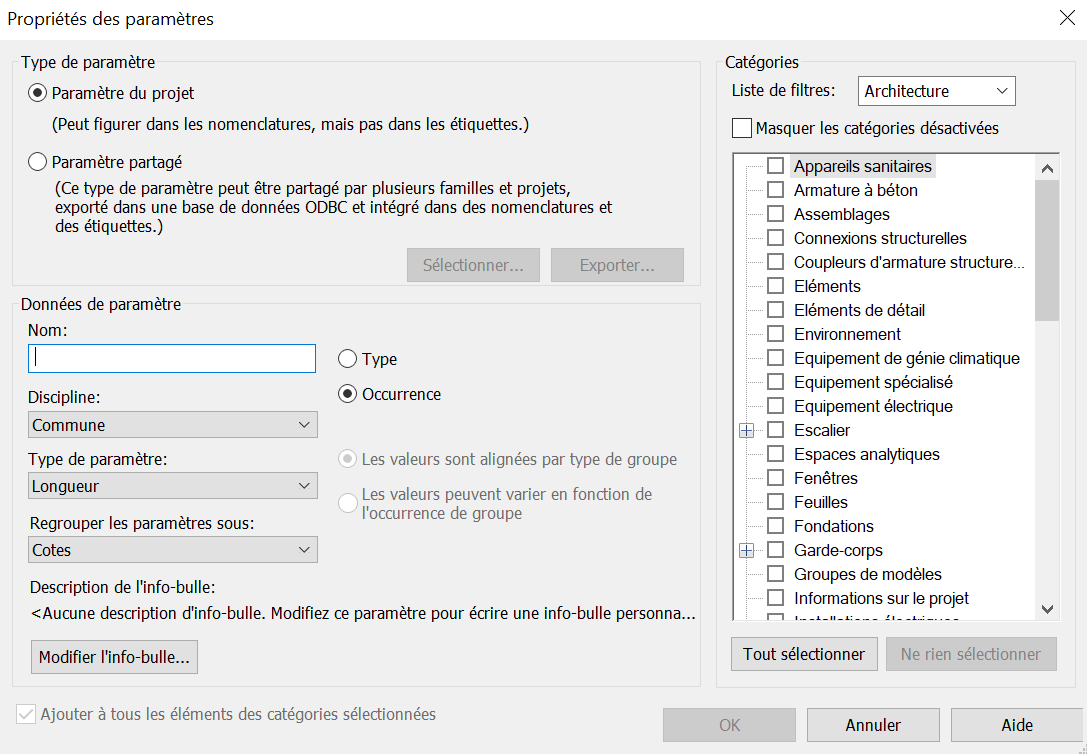 Propriétés des paramètres
Type de paramètre
Paramètre du projet
(Peut figurer dans les nomenclatures, mais pas dans les étiquettes.)
Paramètre partagé
(Ce type de paramètre peut être partagé par plusieurs familles et projets,
exporté dans une base de données ODBC et intégré dans des nomenclatures et
des étiquettes.)
Sélectionner...
Exporter...
Données de paramètre
Nom:
Type
Discipline:
Occurrence
Commune
Type de paramètre:
Les valeurs sont alignées par type de groupe
Longueur
Les valeurs peuvent varier en fonction de
l'occurrence de groupe
Regrouper les paramètres sous:
Cotes
Description de l'info-bulle:
<Aucune description d'info-bulle. Modifiez ce paramètre pour écrire une info-bulle persona...
Modifier l'info-bulle...
Ajouter à tous les éléments des catégories sélectionnées
Catégories
Liste de filtres:
Architecture
Masquer les catégories désactivées
Appareils sanitaires
Armature à béton
Assemblages
Connexions structurelles
Coupleurs d'armature structure...
Eléments
Eléments de détail
Environnement
Equipement de génie climatique
Equipement spécialisé
Equipement électrique
Escalier
Espaces analytiques
Fenêtres
Feuilles
Fondations
Garde-corps
Groupes de modèles
Informations sur le projet
Installations électriques
Tout sélectionner
Ne rien sélectionner
OK
Annuler
Aide